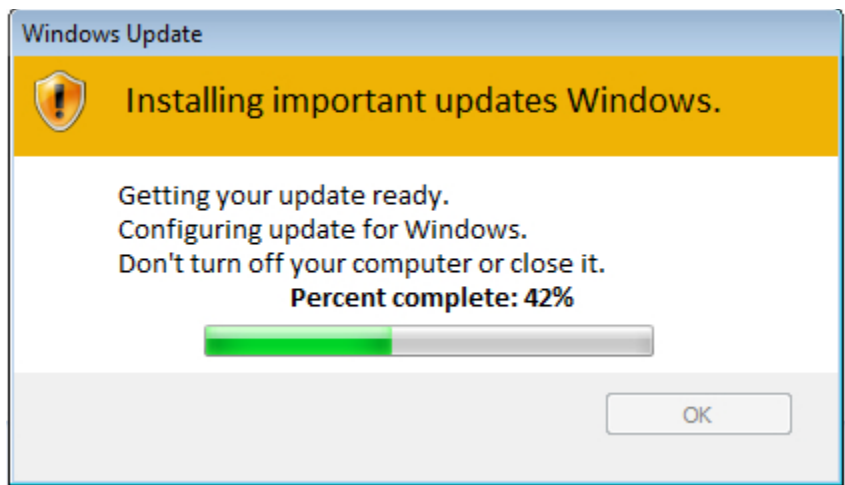 Windows Update
Installing important updates Windows.
Getting your update ready.
Configuring update for Windows.
Don't turn off your computer or close it.
Percent complete: 42%
OK